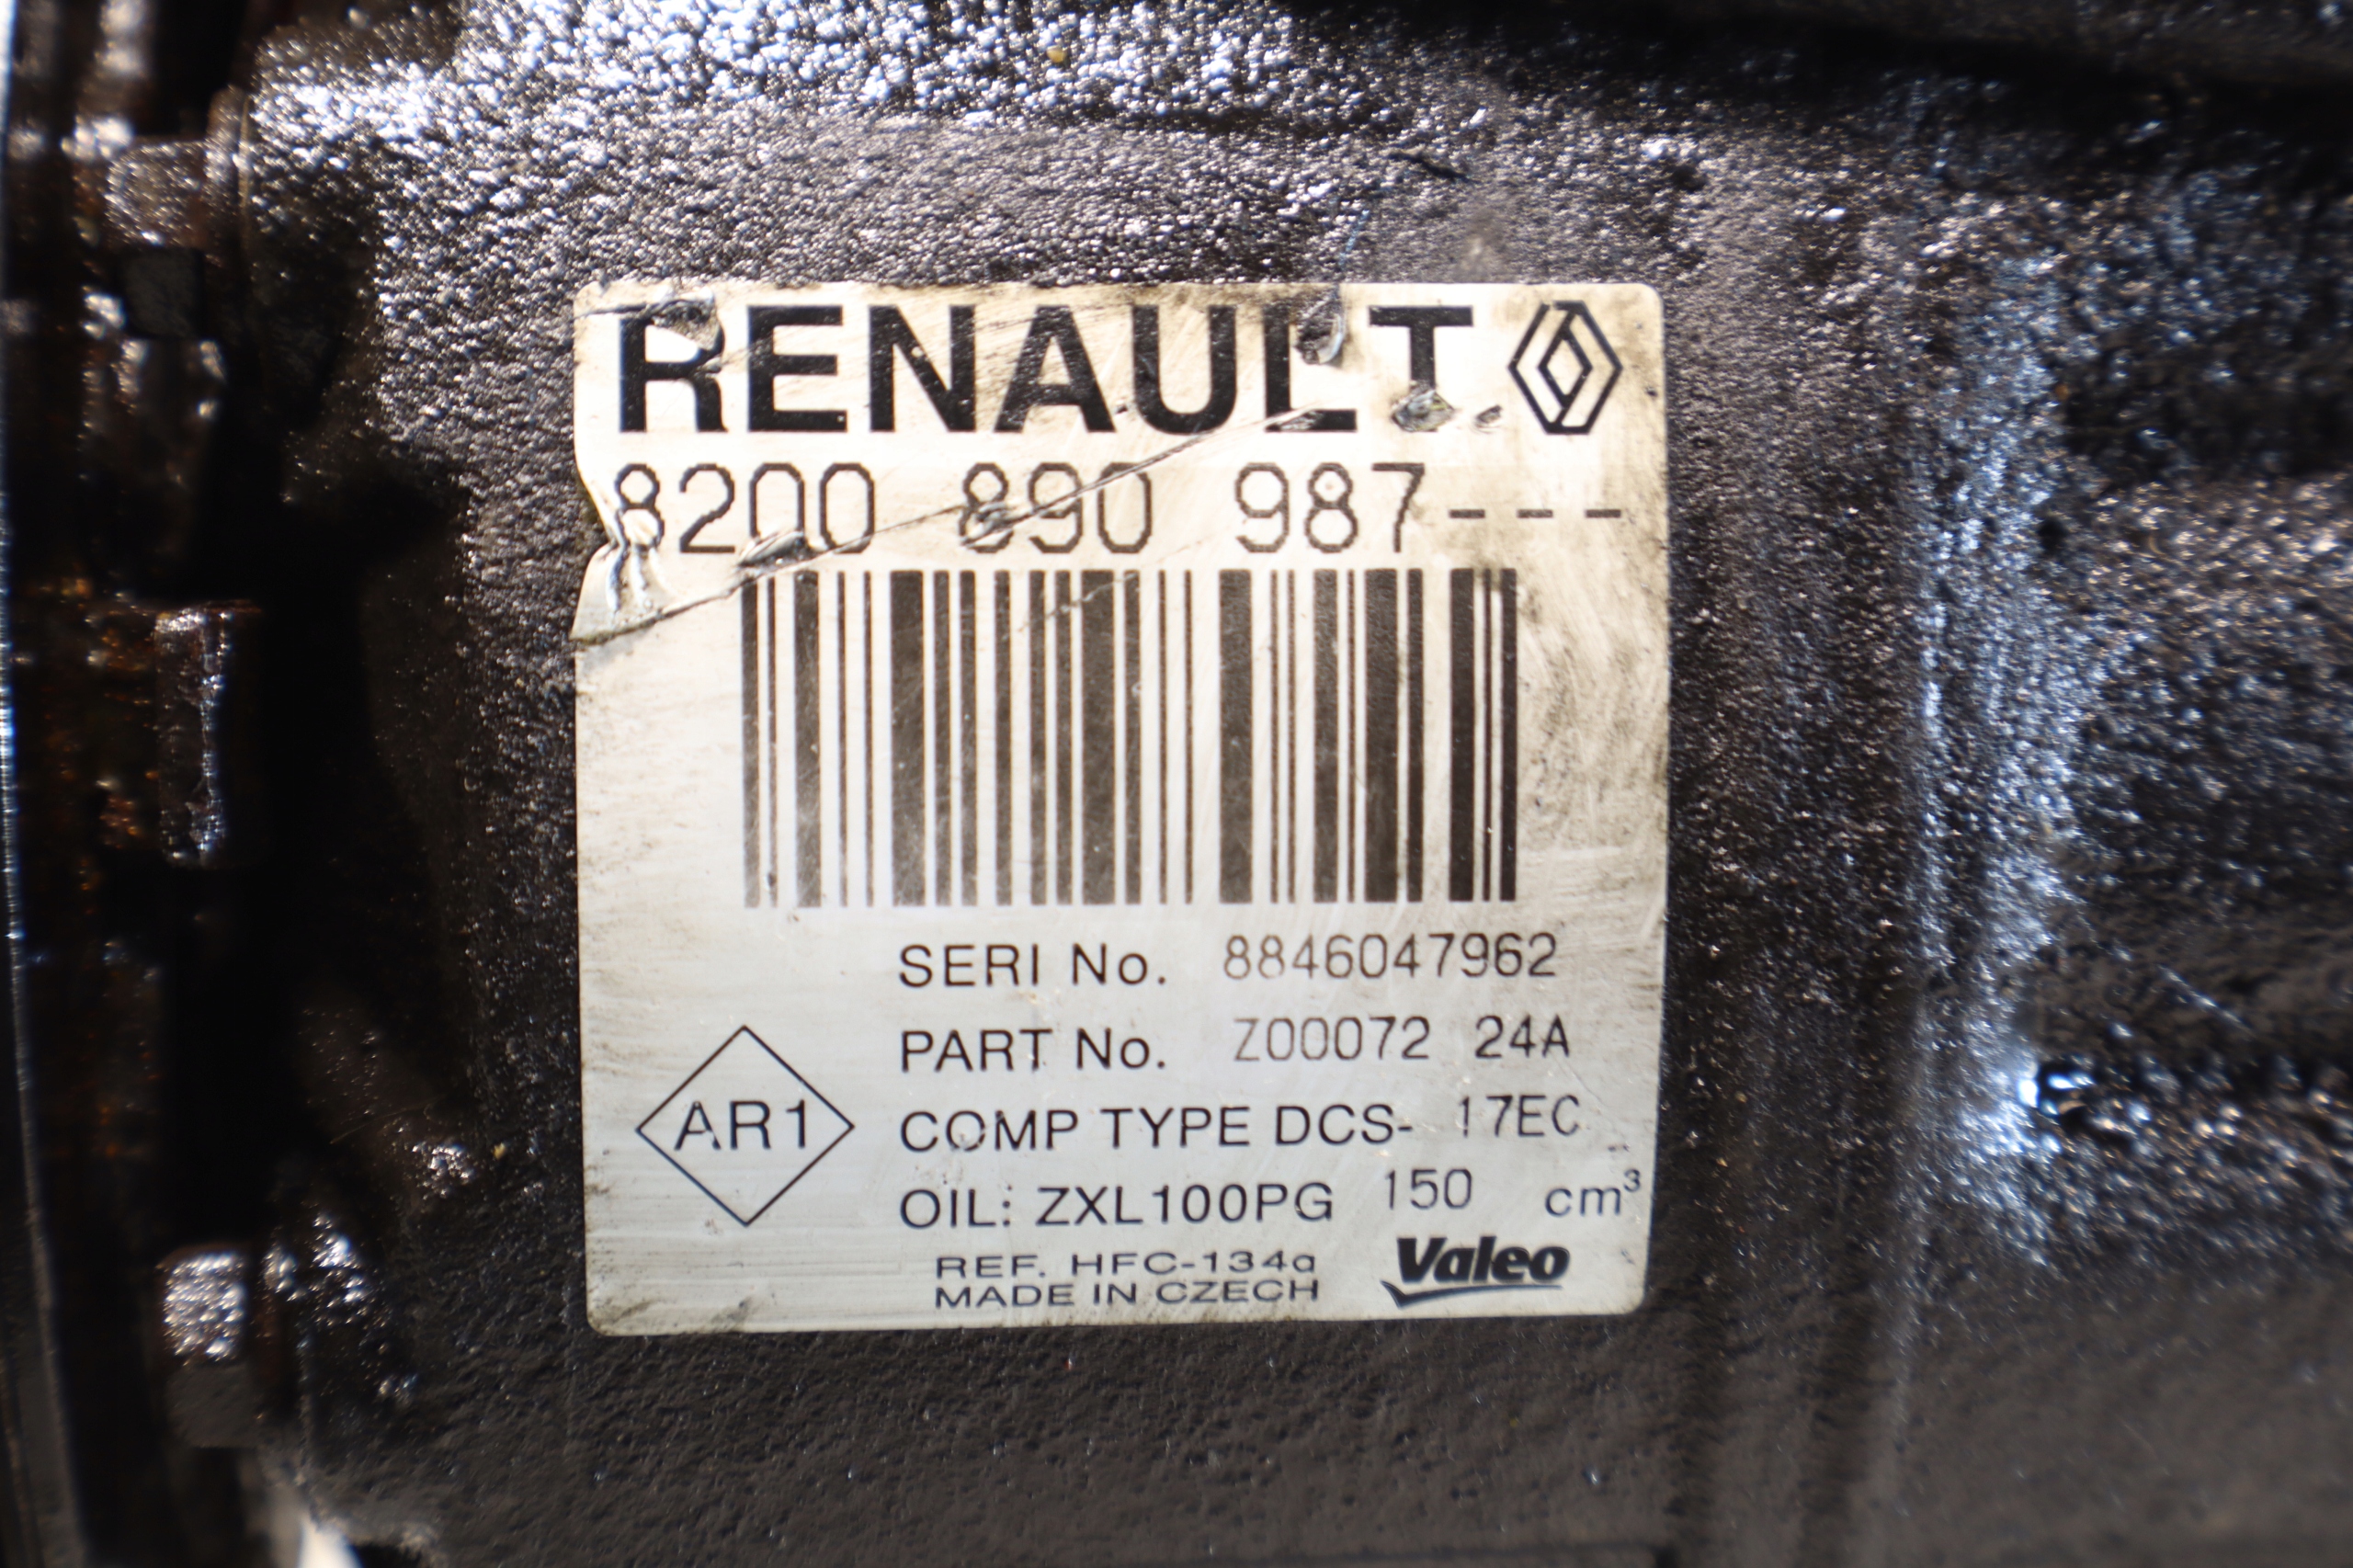 RENAULT
8200 890 987---
SERI No. 8846047962
PART No. Z00072 24A
AR1
COMP TYPE DCS- 17EC
OIL: ZXL100PG 150 cm³
REF. HFC-134a
MADE IN CZECH
Valeo